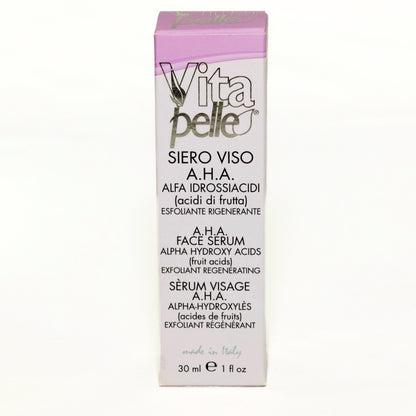 Vita
pelle®
SIERO VISO
A.H.A.
ALFA IDROSSIACIDI
(acidi di frutta)
ESFOLIANTE RIGENERANTE
A.H.A.
FACE SERUM
ALPHA HYDROXY ACIDS
(fruit acids)
EXFOLIANT REGENERATING
SÈRUM VISAGE
A.H.A.
ALPHA-HYDROXYLÈS
(acides de fruits)
EXFOLIANT RÉGÉNÉRANT
made in Italy
30 ml ℮ 1 fl oz